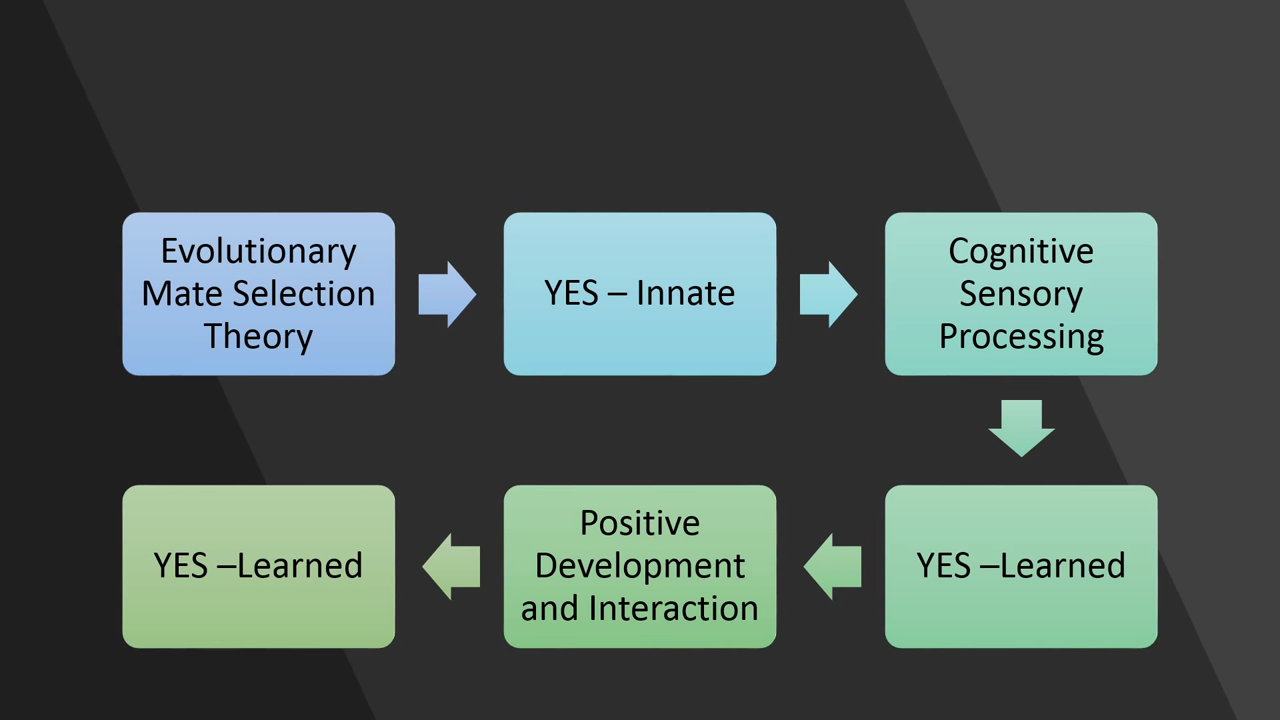 Evolutionary
Mate Selection
Theory
YES – Innate
Cognitive
Sensory
Processing
YES –Learned
Positive
Development
and Interaction
YES –Learned